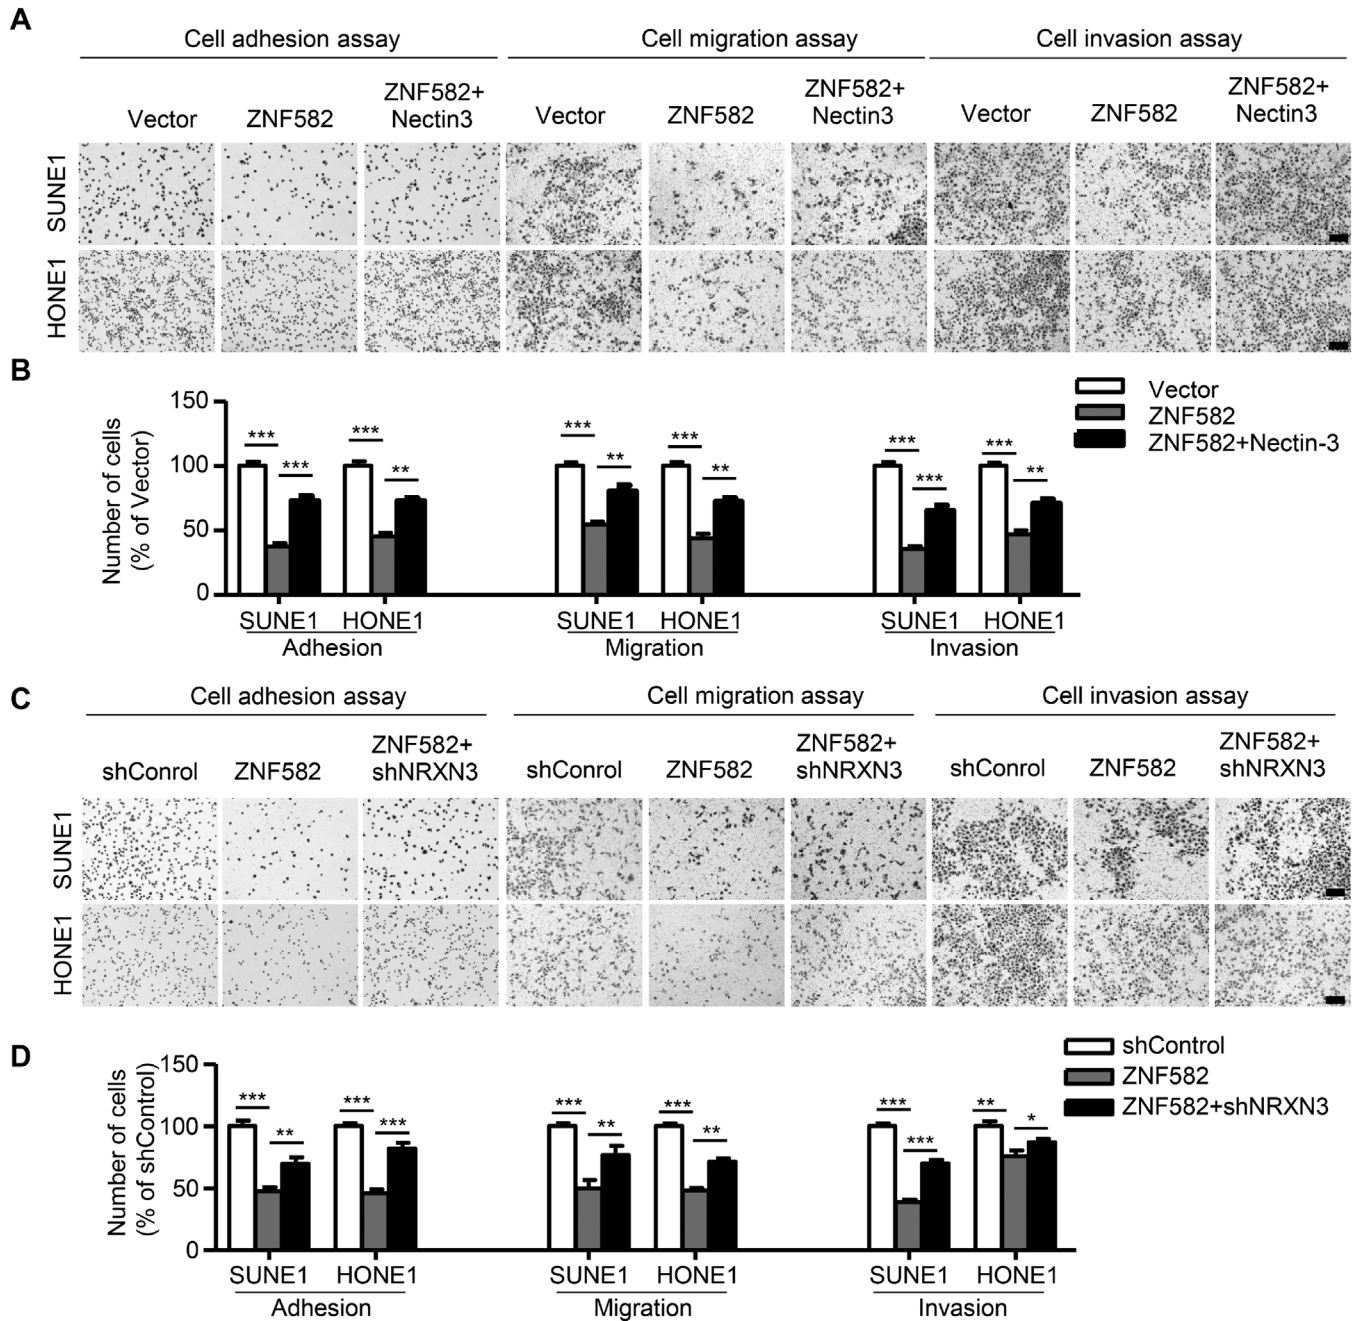 A
Cell adhesion assay
Cell migration assay
Cell invasion assay
Vector
ZNF582
ZNF582+
Nectin3
Vector
ZNF582
ZNF582+
Nectin3
Vector
ZNF582
ZNF582+
Nectin3
SUNE1
HONE1
B
Number of cells
(% of Vector)
150
100
50
0
*** *** *** ** *** ** *** ** *** *** *** **
Vector
ZNF582
ZNF582+Nectin-3
SUNE1 HONE1
Adhesion
SUNE1 HONE1
Migration
SUNE1 HONE1
Invasion
C
Cell adhesion assay
Cell migration assay
Cell invasion assay
shConrol
ZNF582
ZNF582+
shNRXN3
shConrol
ZNF582
ZNF582+
shNRXN3
shConrol
ZNF582
ZNF582+
shNRXN3
SUNE1
HONE1
D
Number of cells
(% of shControl)
150
100
50
0
*** ** *** *** *** ** *** ** *** *** ** *
shControl
ZNF582
ZNF582+shNRXN3
SUNE1 HONE1
Adhesion
SUNE1 HONE1
Migration
SUNE1 HONE1
Invasion